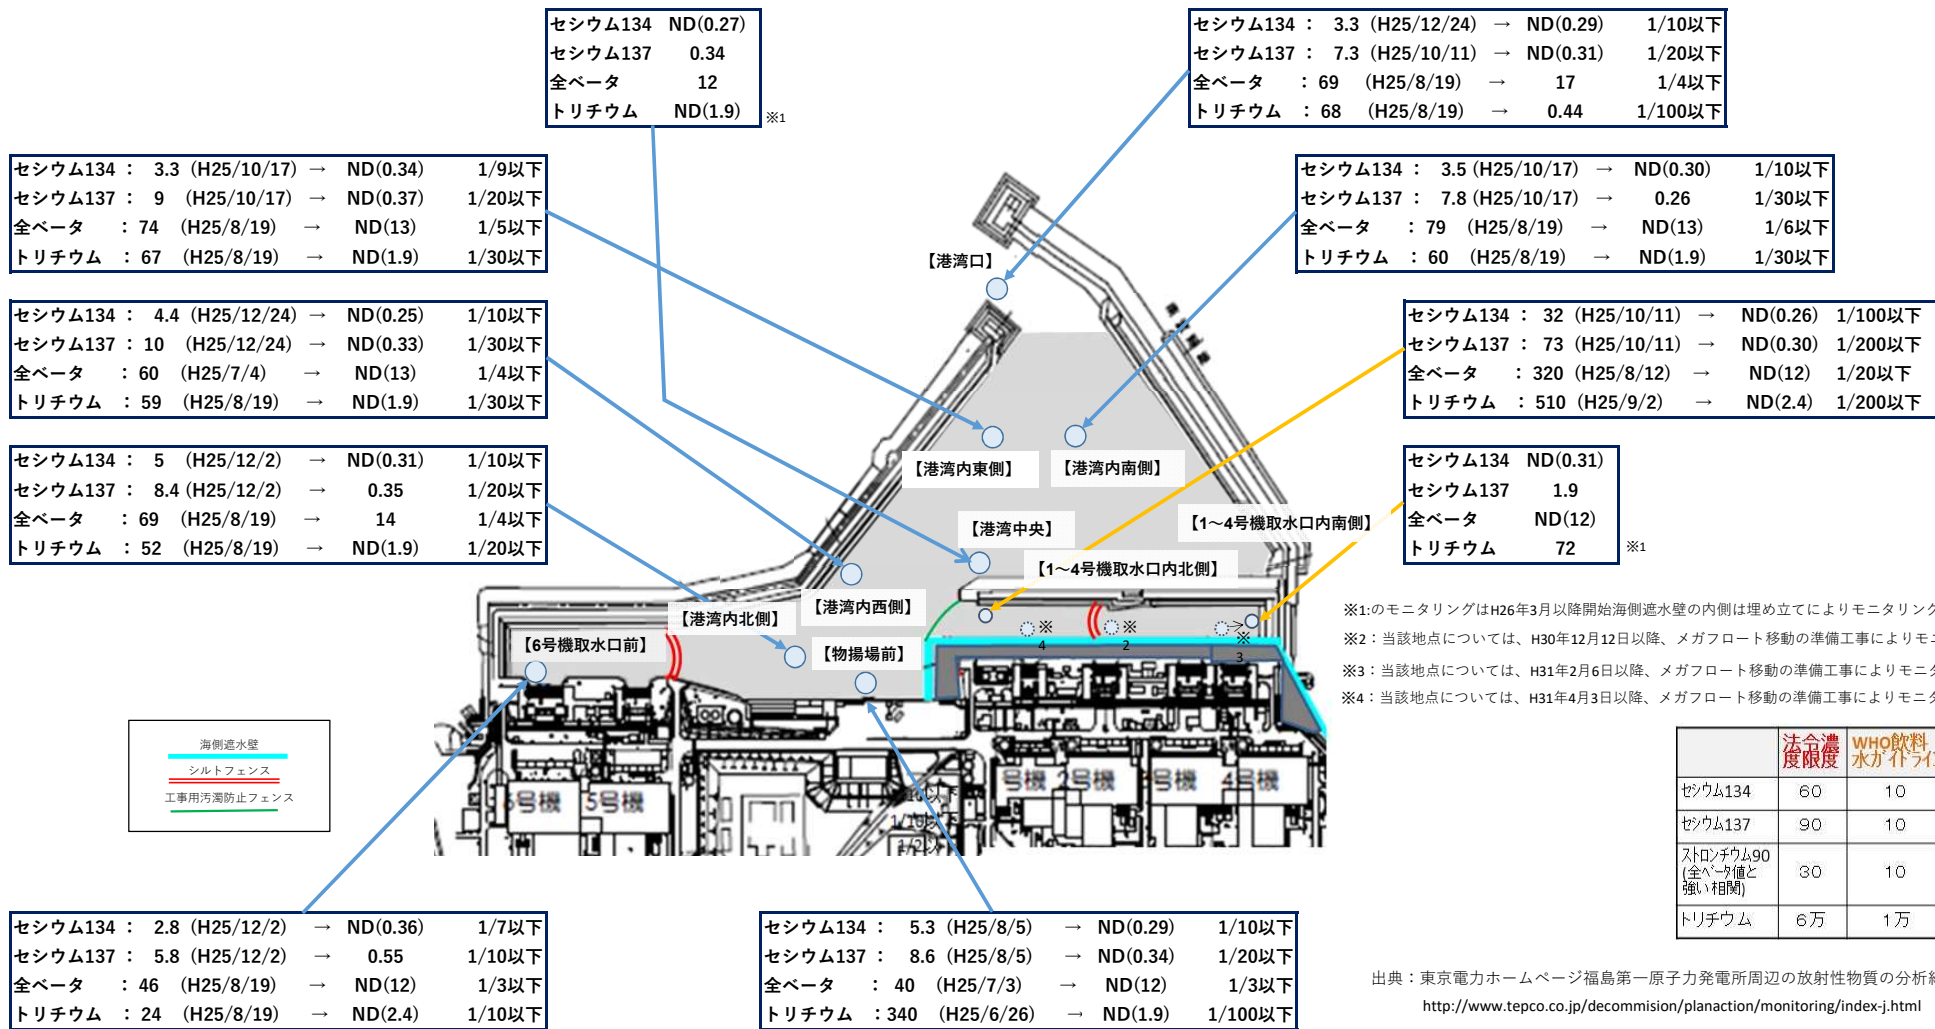 セシウム134 ND(0.27)
セシウム137 0.34
全ベータ 12
トリチウム ND(1.9) ※1
セシウム134 ： 3.3 (H25/12/24) → ND(0.29) 1/10以下
セシウム137 ： 7.3 (H25/10/11) → ND(0.31) 1/20以下
全ベータ ： 69 (H25/8/19) → 17 1/4以下
トリチウム ： 68 (H25/8/19) → 0.44 1/100以下
セシウム134 ： 3.3 (H25/10/17) → ND(0.34) 1/9以下
セシウム137 ： 9 (H25/10/17) → ND(0.37) 1/20以下
全ベータ ： 74 (H25/8/19) → ND(13) 1/5以下
トリチウム ： 67 (H25/8/19) → ND(1.9) 1/30以下
セシウム134 ： 3.5 (H25/10/17) → ND(0.30) 1/10以下
セシウム137 ： 7.8 (H25/10/17) → 0.26 1/30以下
全ベータ ： 79 (H25/8/19) → ND(13) 1/6以下
トリチウム ： 60 (H25/8/19) → ND(1.9) 1/30以下
セシウム134 ： 4.4 (H25/12/24) → ND(0.25) 1/10以下
セシウム137 ： 10 (H25/12/24) → ND(0.33) 1/30以下
全ベータ ： 60 (H25/7/4) → ND(13) 1/4以下
トリチウム ： 59 (H25/8/19) → ND(1.9) 1/30以下
セシウム134 ： 32 (H25/10/11) → ND(0.26) 1/100以下
セシウム137 ： 73 (H25/10/11) → ND(0.30) 1/200以下
全ベータ ： 320 (H25/8/12) → ND(12) 1/20以下
トリチウム ： 510 (H25/9/2) → ND(2.4) 1/200以下
セシウム134 ： 5 (H25/12/2) → ND(0.31) 1/10以下
セシウム137 ： 8.4 (H25/12/2) → 0.35 1/20以下
全ベータ ： 69 (H25/8/19) → 14 1/4以下
トリチウム ： 52 (H25/8/19) → ND(1.9) 1/20以下
セシウム134 ND(0.31)
セシウム137 1.9
全ベータ ND(12)
トリチウム 72 ※1
【港湾口】
【港湾内東側】
【港湾内南側】
【港湾中央】
【1～4号機取水口内南側】
【1～4号機取水口内北側】
【港湾内西側】
【港湾内北側】
【6号機取水口前】
【物揚場前】
※4
※2
※3
※1:のモニタリングはH26年3月以降開始海側遮水壁の内側は埋め立てによりモニタリング
※2：当該地点については、H30年12月12日以降、メガフロート移動の準備工事によりモニ
※3：当該地点については、H31年2月6日以降、メガフロート移動の準備工事によりモニタ
※4：当該地点については、H31年4月3日以降、メガフロート移動の準備工事によりモニタ
海側遮水壁
シルトフェンス
工事用汚濁防止フェンス
6号機 5号機
号機 2号機 3号機 4号機
法令濃度限度 WHO飲料水ガイドライン
セシウム134 60 10
セシウム137 90 10
ストロンチウム90 (全ベータ値と強い相関) 30 10
トリチウム 6万 1万
セシウム134 ： 2.8 (H25/12/2) → ND(0.36) 1/7以下
セシウム137 ： 5.8 (H25/12/2) → 0.55 1/10以下
全ベータ ： 46 (H25/8/19) → ND(12) 1/3以下
トリチウム ： 24 (H25/8/19) → ND(2.4) 1/10以下
セシウム134 ： 5.3 (H25/8/5) → ND(0.29) 1/10以下
セシウム137 ： 8.6 (H25/8/5) → ND(0.34) 1/20以下
全ベータ ： 40 (H25/7/3) → ND(12) 1/3以下
トリチウム ：340 (H25/6/26) → ND(1.9) 1/100以下
出典：東京電力ホームページ福島第一原子力発電所周辺の放射性物質の分析結
http://www.tepco.co.jp/decommision/planaction/monitoring/index-j.html